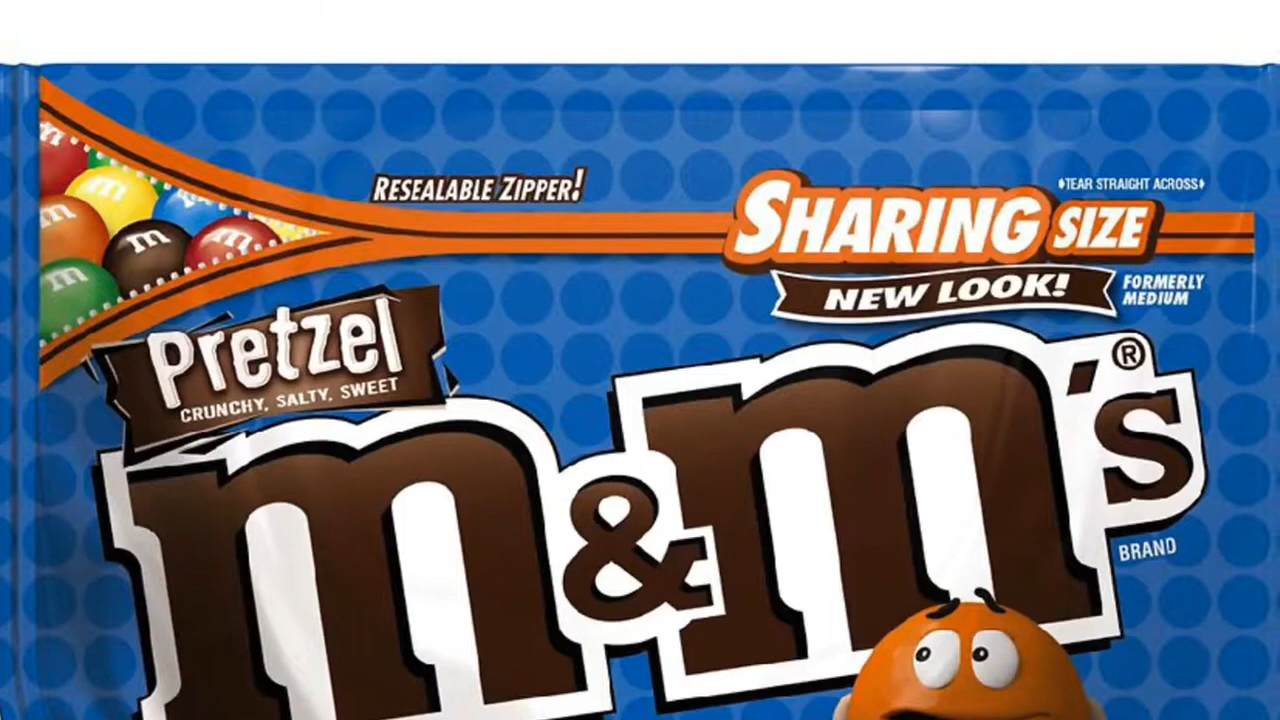 RESEALABLE ZIPPER!
TEAR STRAIGHT ACROSS
SHARING SIZE
NEW LOOK!
FORMERLY
MEDIUM
Pretzel
CRUNCHY, SALTY, SWEET
m&m's®
BRAND
m
m
m
m
m
m